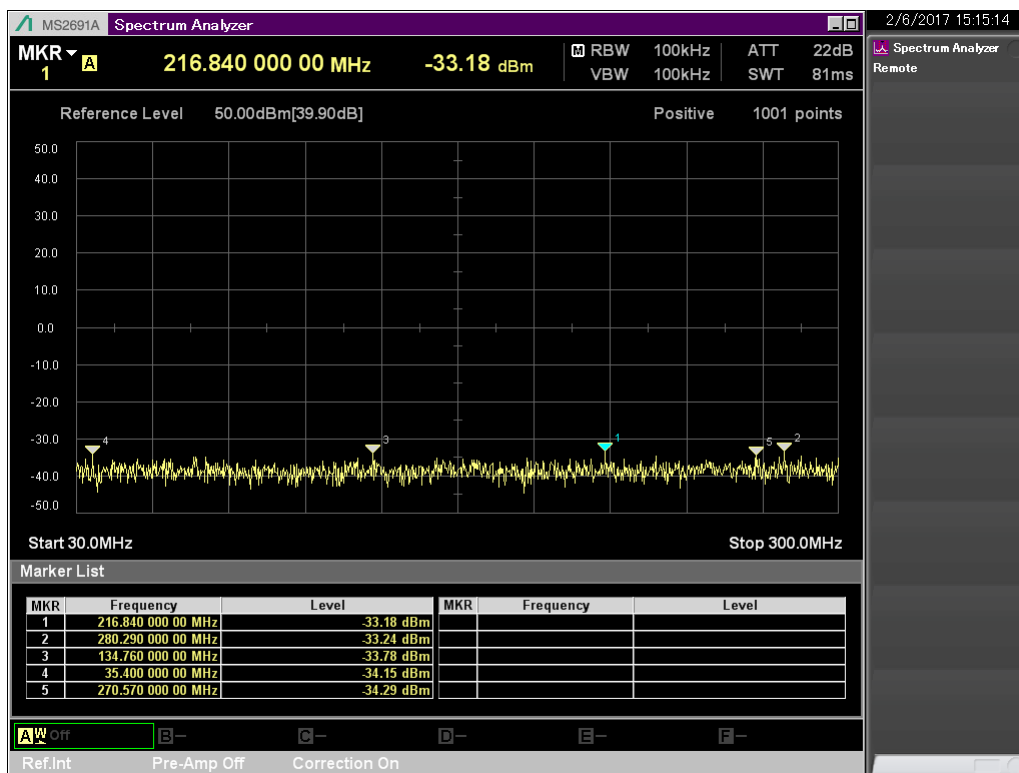 MS2691A Spectrum Analyzer
2/6/2017 15:15:14
MKR 1 A 216.840 000 00 MHz -33.18 dBm
M RBW 100kHz ATT 22dB
VBW 100kHz SWT 81ms
Spectrum Analyzer
Remote
Reference Level 50.00dBm[39.90dB] Positive 1001 points
50.0
40.0
30.0
20.0
10.0
0.0
-10.0
-20.0
-30.0
-40.0
-50.0
4 3 1 5 2
Start 30.0MHz Stop 300.0MHz
Marker List
MKR Frequency Level MKR Frequency Level
1 216.840 000 00 MHz -33.18 dBm
2 280.290 000 00 MHz -33.24 dBm
3 134.760 000 00 MHz -33.78 dBm
4 35.400 000 00 MHz -34.15 dBm
5 270.570 000 00 MHz -34.29 dBm
A W Off B- C- D- E- F-
Ref.Int Pre-Amp Off Correction On